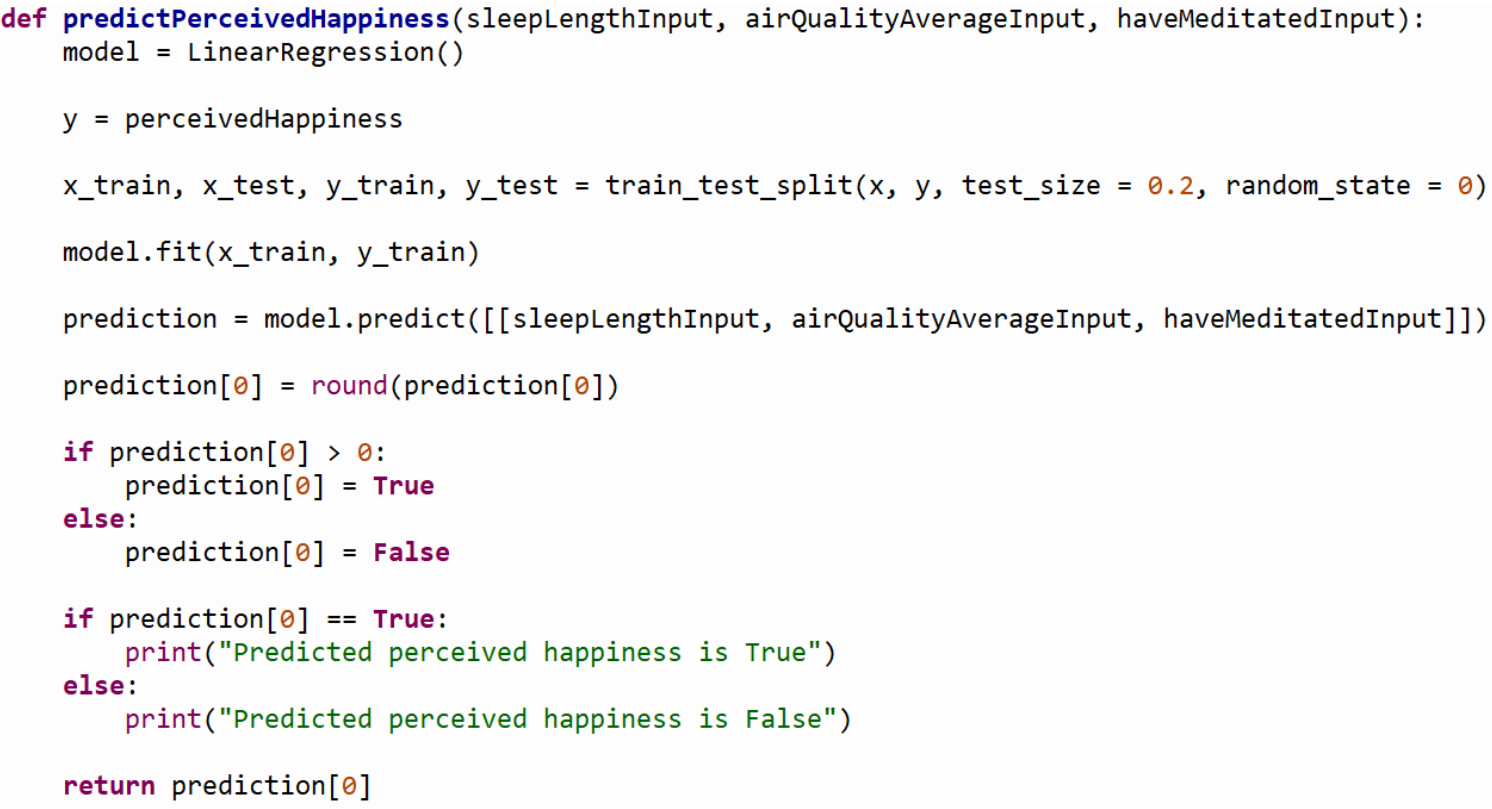 def predictPerceivedHappiness(sleepLengthInput, airQualityAverageInput, haveMeditatedInput):
    model = LinearRegression()
    y = perceivedHappiness
    x_train, x_test, y_train, y_test = train_test_split(x, y, test_size = 0.2, random_state = 0)
    model.fit(x_train, y_train)
    prediction = model.predict([[sleepLengthInput, airQualityAverageInput, haveMeditatedInput]])
    prediction[0] = round(prediction[0])
    if prediction[0] > 0:
        prediction[0] = True
    else:
        prediction[0] = False
    if prediction[0] == True:
        print("Predicted perceived happiness is True")
    else:
        print("Predicted perceived happiness is False")
    return prediction[0]